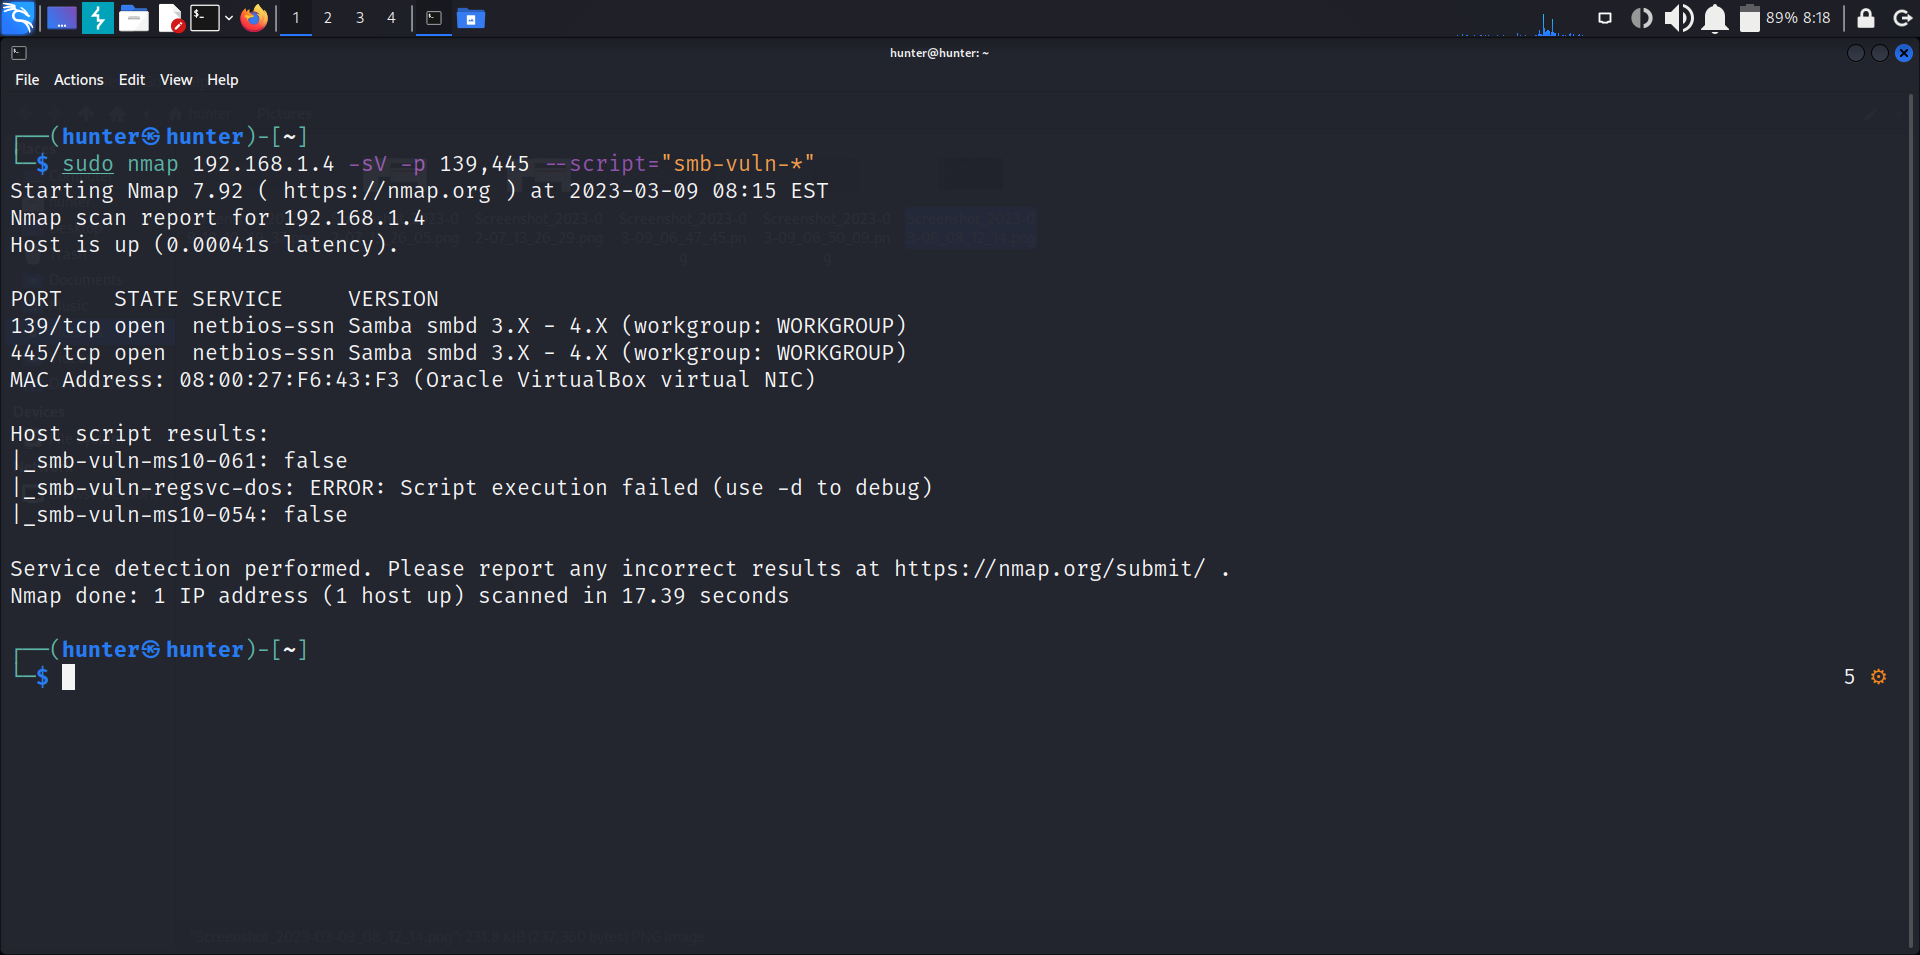 1 2 3 4
89% 8:18
hunter@hunter: ~
File Actions Edit View Help
hunter Pictures
┌──(hunter㉿hunter)-[~]
└─$ sudo nmap 192.168.1.4 -sV -p 139,445 --script="smb-vuln-*"
Starting Nmap 7.92 ( https://nmap.org ) at 2023-03-09 08:15 EST
Nmap scan report for 192.168.1.4
Host is up (0.00041s latency).
Documents
PORT    STATE SERVICE     VERSION
139/tcp open  netbios-ssn Samba smbd 3.X - 4.X (workgroup: WORKGROUP)
445/tcp open  netbios-ssn Samba smbd 3.X - 4.X (workgroup: WORKGROUP)
MAC Address: 08:00:27:F6:43:F3 (Oracle VirtualBox virtual NIC)
Devices
Host script results:
|_smb-vuln-ms10-061: false
|_smb-vuln-regsvc-dos: ERROR: Script execution failed (use -d to debug)
|_smb-vuln-ms10-054: false
Service detection performed. Please report any incorrect results at https://nmap.org/submit/ .
Nmap done: 1 IP address (1 host up) scanned in 17.39 seconds
┌──(hunter㉿hunter)-[~]
└─$
5